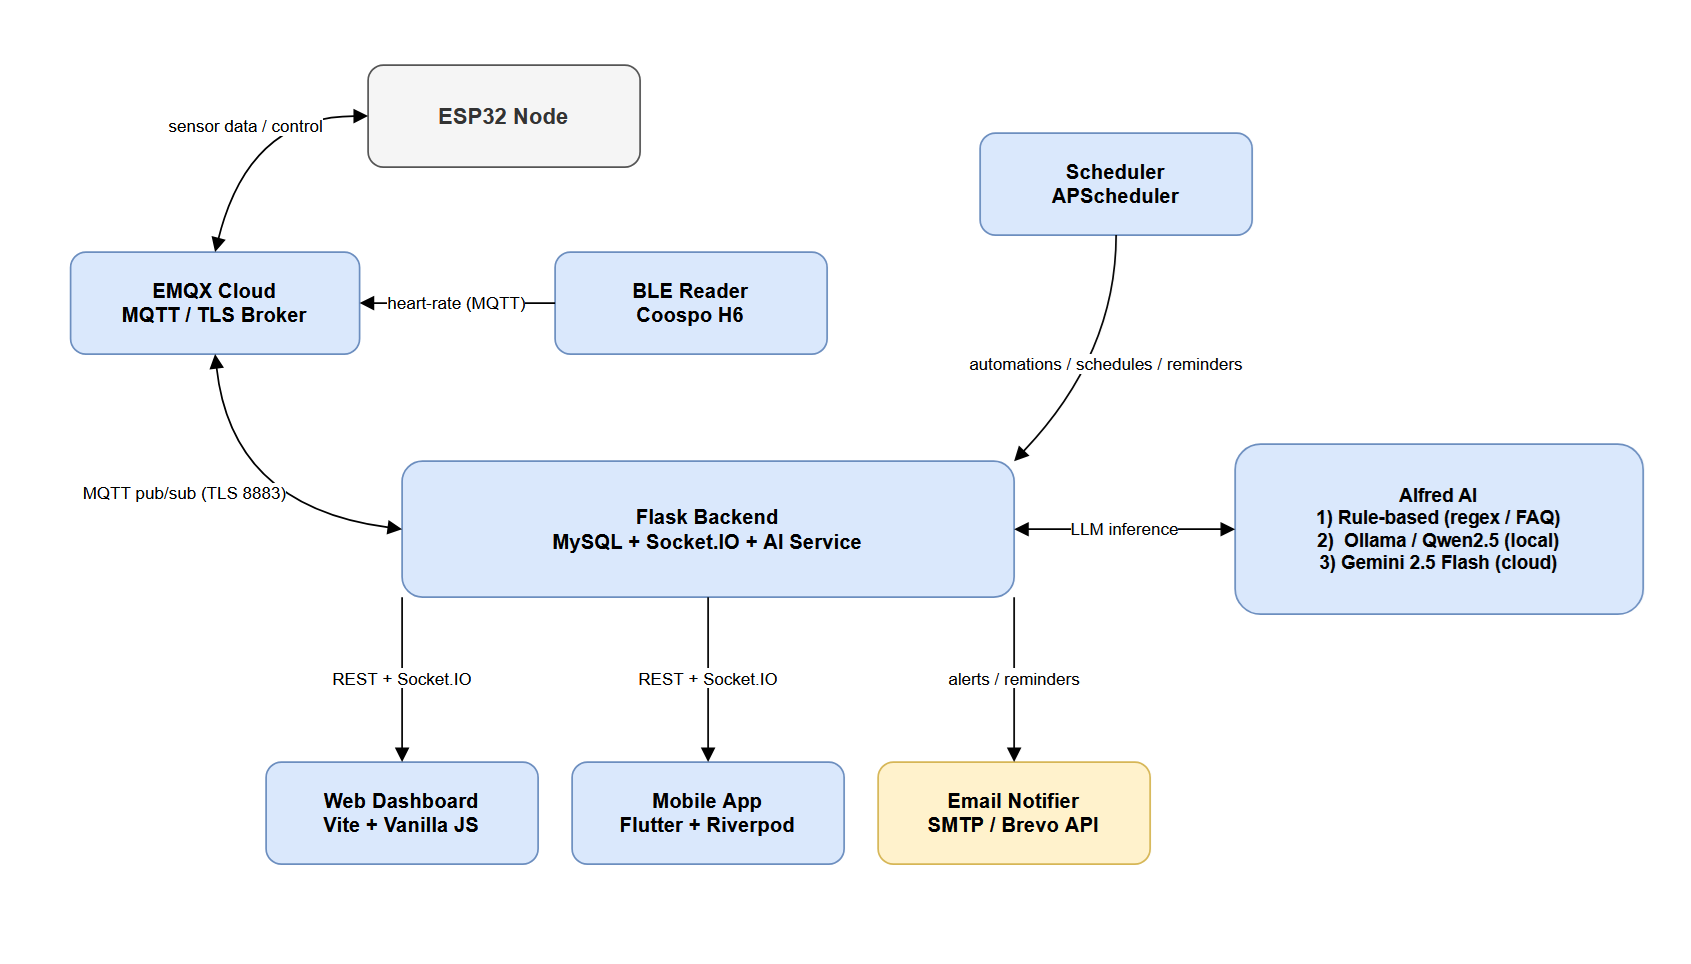 ESP32 Node
sensor data / control
Scheduler
APScheduler
EMQX Cloud
MQTT / TLS Broker
heart-rate (MQTT)
BLE Reader
Coospo H6
automations / schedules / reminders
MQTT pub/sub (TLS 8883)
Flask Backend
MySQL + Socket.IO + AI Service
LLM inference
Alfred AI
1) Rule-based (regex / FAQ)
2) Ollama / Qwen2.5 (local)
3) Gemini 2.5 Flash (cloud)
REST + Socket.IO
REST + Socket.IO
alerts / reminders
Web Dashboard
Vite + Vanilla JS
Mobile App
Flutter + Riverpod
Email Notifier
SMTP / Brevo API